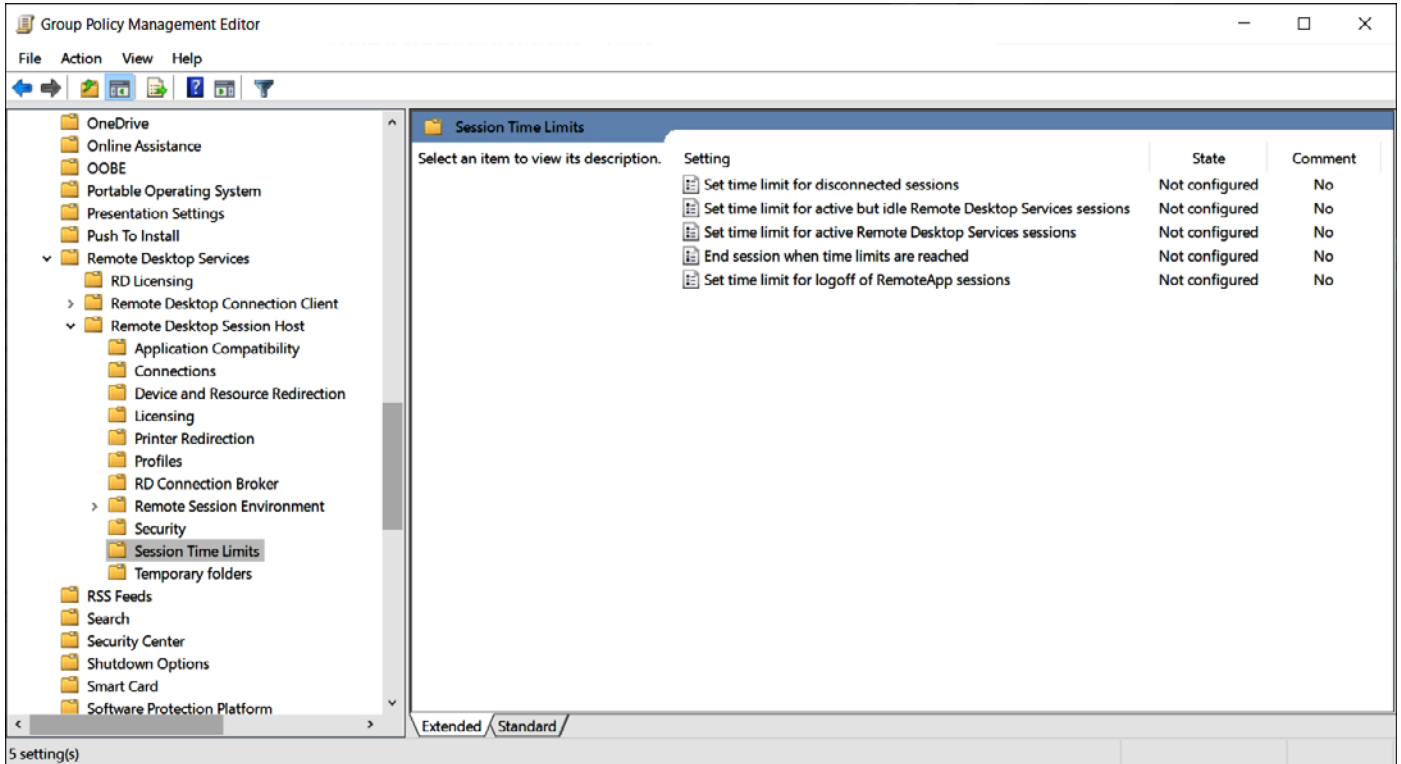 Group Policy Management Editor
File Action View Help
OneDrive
Online Assistance
OOBE
Portable Operating System
Presentation Settings
Push To Install
Remote Desktop Services
RD Licensing
Remote Desktop Connection Client
Remote Desktop Session Host
Application Compatibility
Connections
Device and Resource Redirection
Licensing
Printer Redirection
Profiles
RD Connection Broker
Remote Session Environment
Security
Session Time Limits
Temporary folders
RSS Feeds
Search
Security Center
Shutdown Options
Smart Card
Software Protection Platform
Session Time Limits
Select an item to view its description.
Setting State Comment
Set time limit for disconnected sessions Not configured No
Set time limit for active but idle Remote Desktop Services sessions Not configured No
Set time limit for active Remote Desktop Services sessions Not configured No
End session when time limits are reached Not configured No
Set time limit for logoff of RemoteApp sessions Not configured No
Extended Standard
5 setting(s)